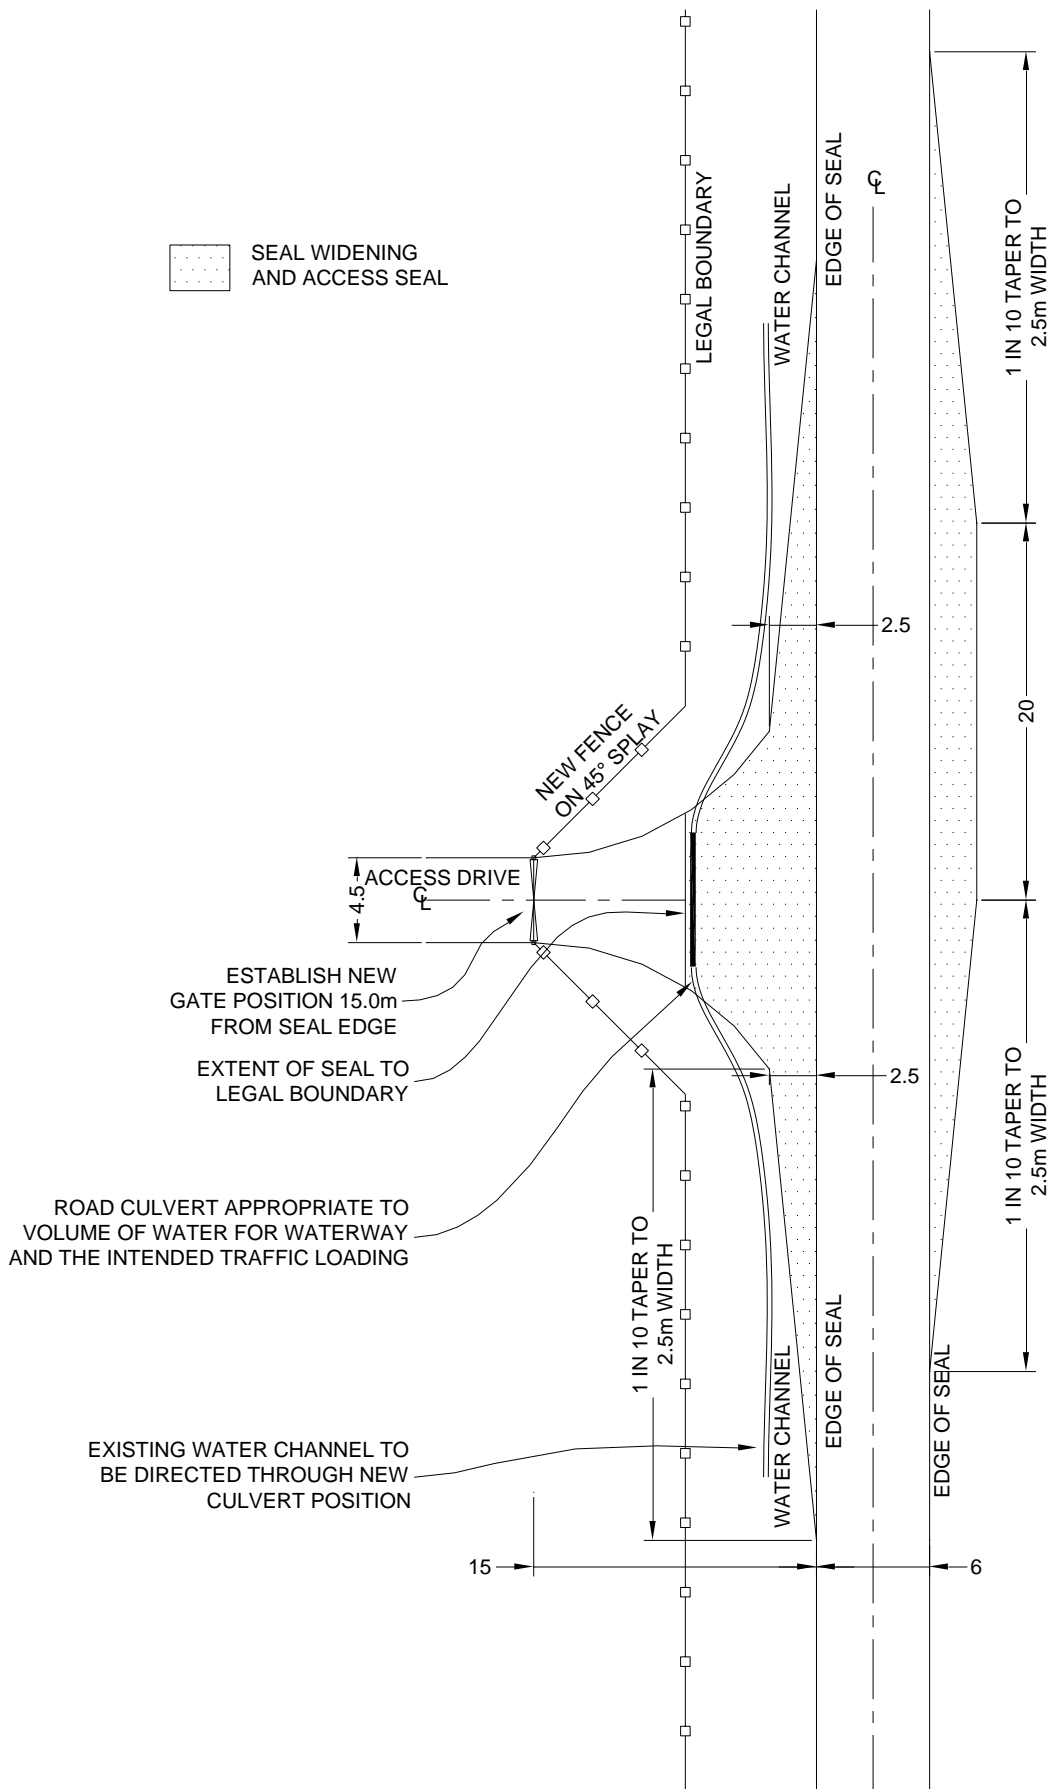 SEAL WIDENING
AND ACCESS SEAL
LEGAL BOUNDARY
WATER CHANNEL
EDGE OF SEAL
℄
1 IN 10 TAPER TO
2.5m WIDTH
2.5
20
NEW FENCE
ON 45° SPLAY
4.5
ACCESS DRIVE
℄
ESTABLISH NEW
GATE POSITION 15.0m
FROM SEAL EDGE
EXTENT OF SEAL TO
LEGAL BOUNDARY
2.5
1 IN 10 TAPER TO
2.5m WIDTH
ROAD CULVERT APPROPRIATE TO
VOLUME OF WATER FOR WATERWAY
AND THE INTENDED TRAFFIC LOADING
1 IN 10 TAPER TO
2.5m WIDTH
WATER CHANNEL
EDGE OF SEAL
EDGE OF SEAL
EXISTING WATER CHANNEL TO
BE DIRECTED THROUGH NEW
CULVERT POSITION
15
6